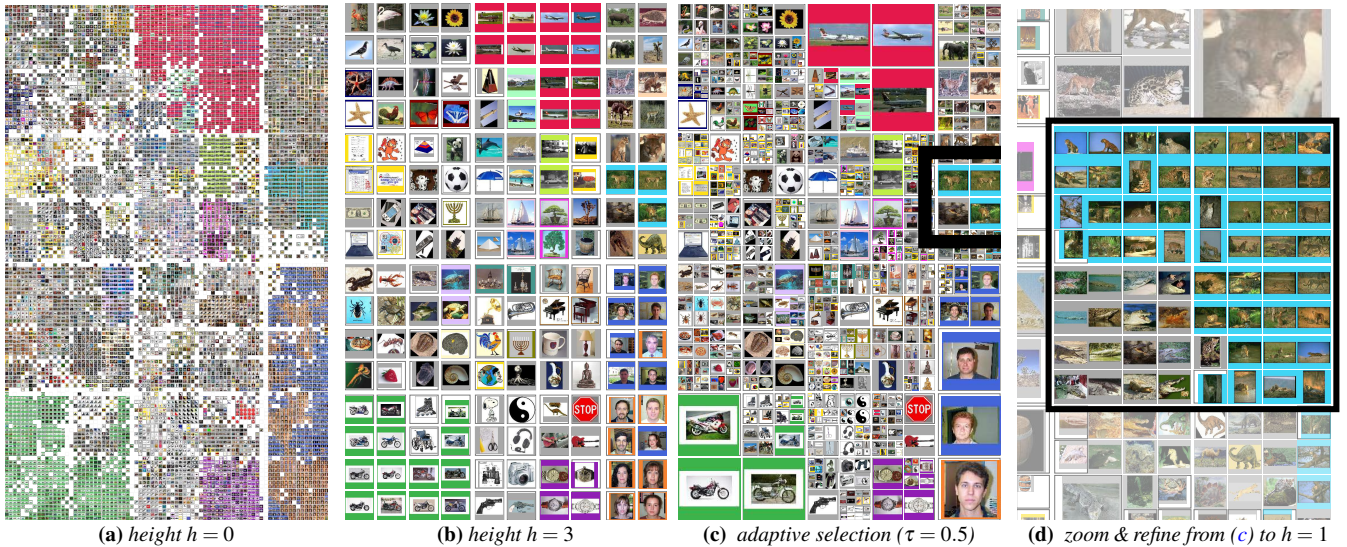 STOP
STOP
(a) height h = 0
(b) height h = 3
(c) adaptive selection (τ = 0.5)
(d) zoom & refine from (c) to h = 1